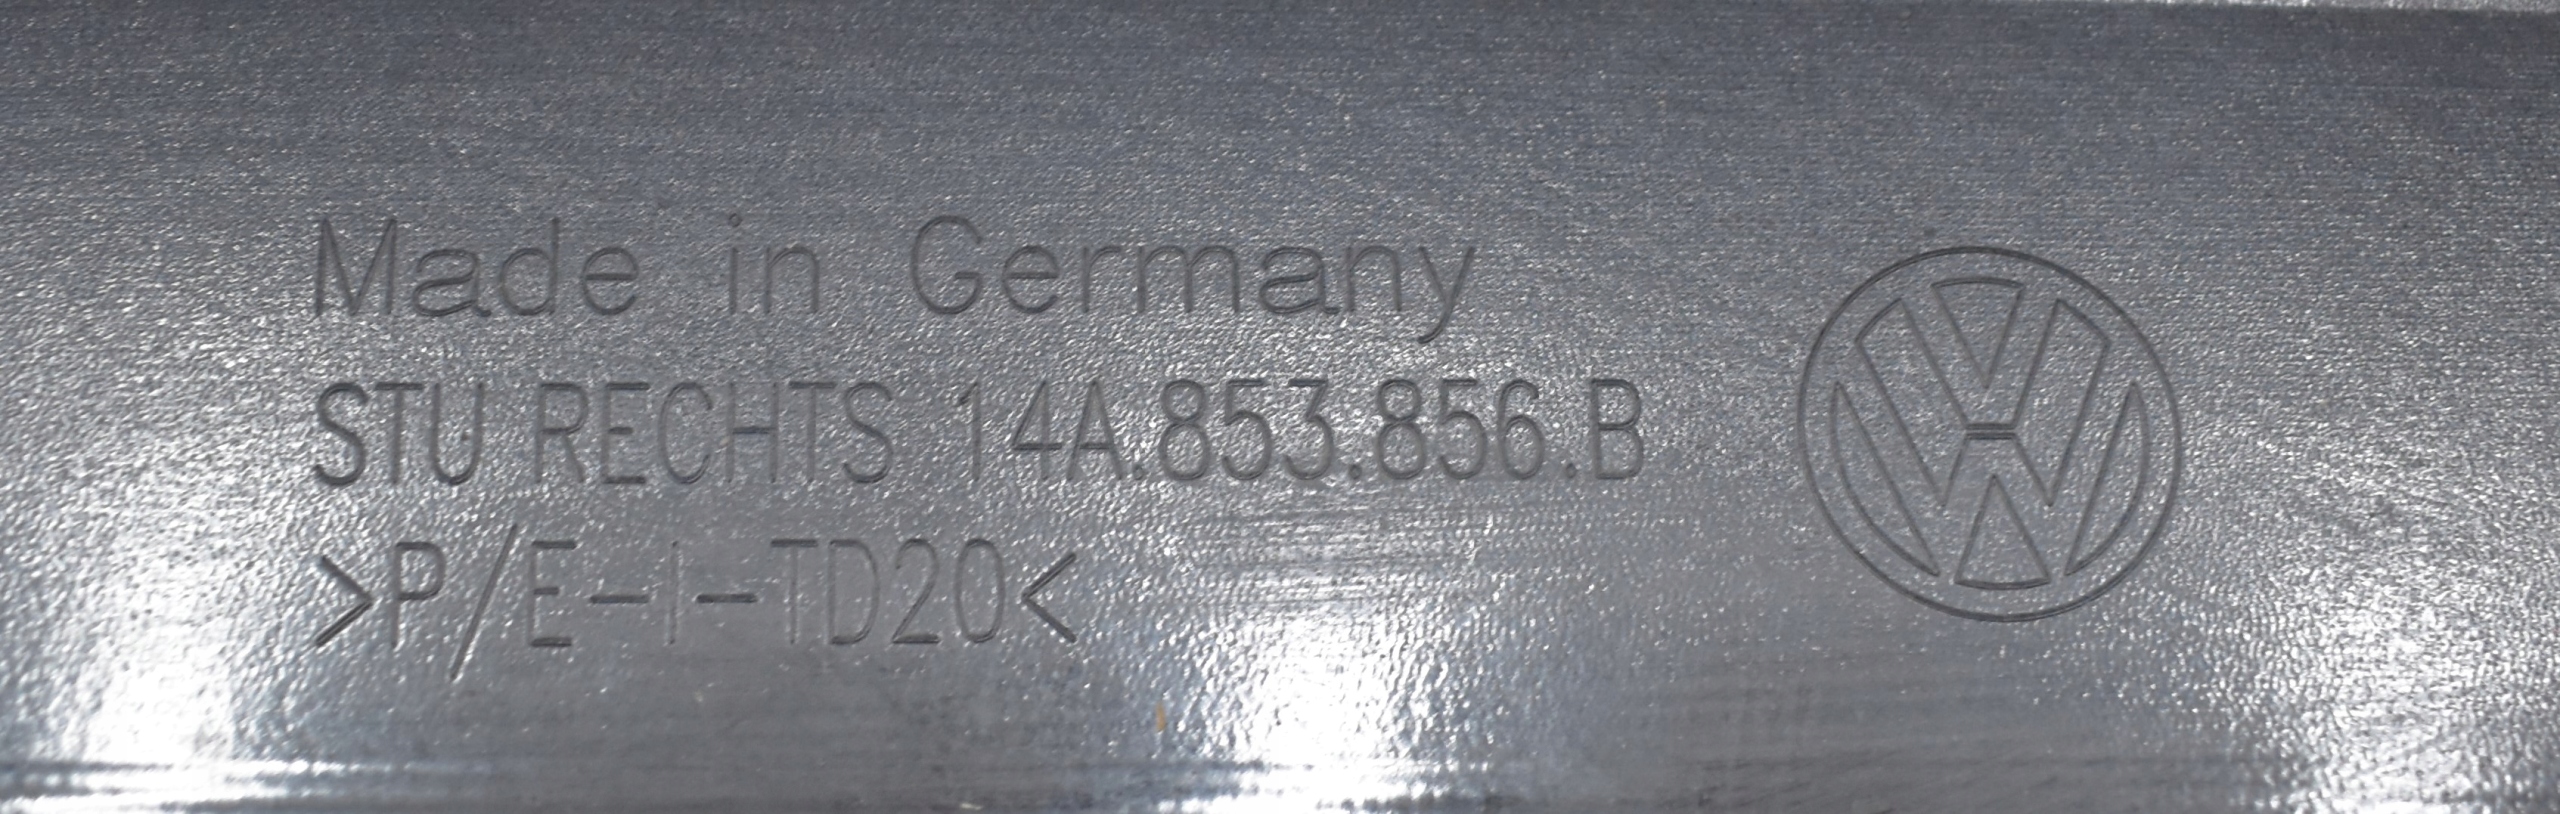 Made in Germany
STU RECHTS 14A.853.856.B
>P/E-I-TD20<